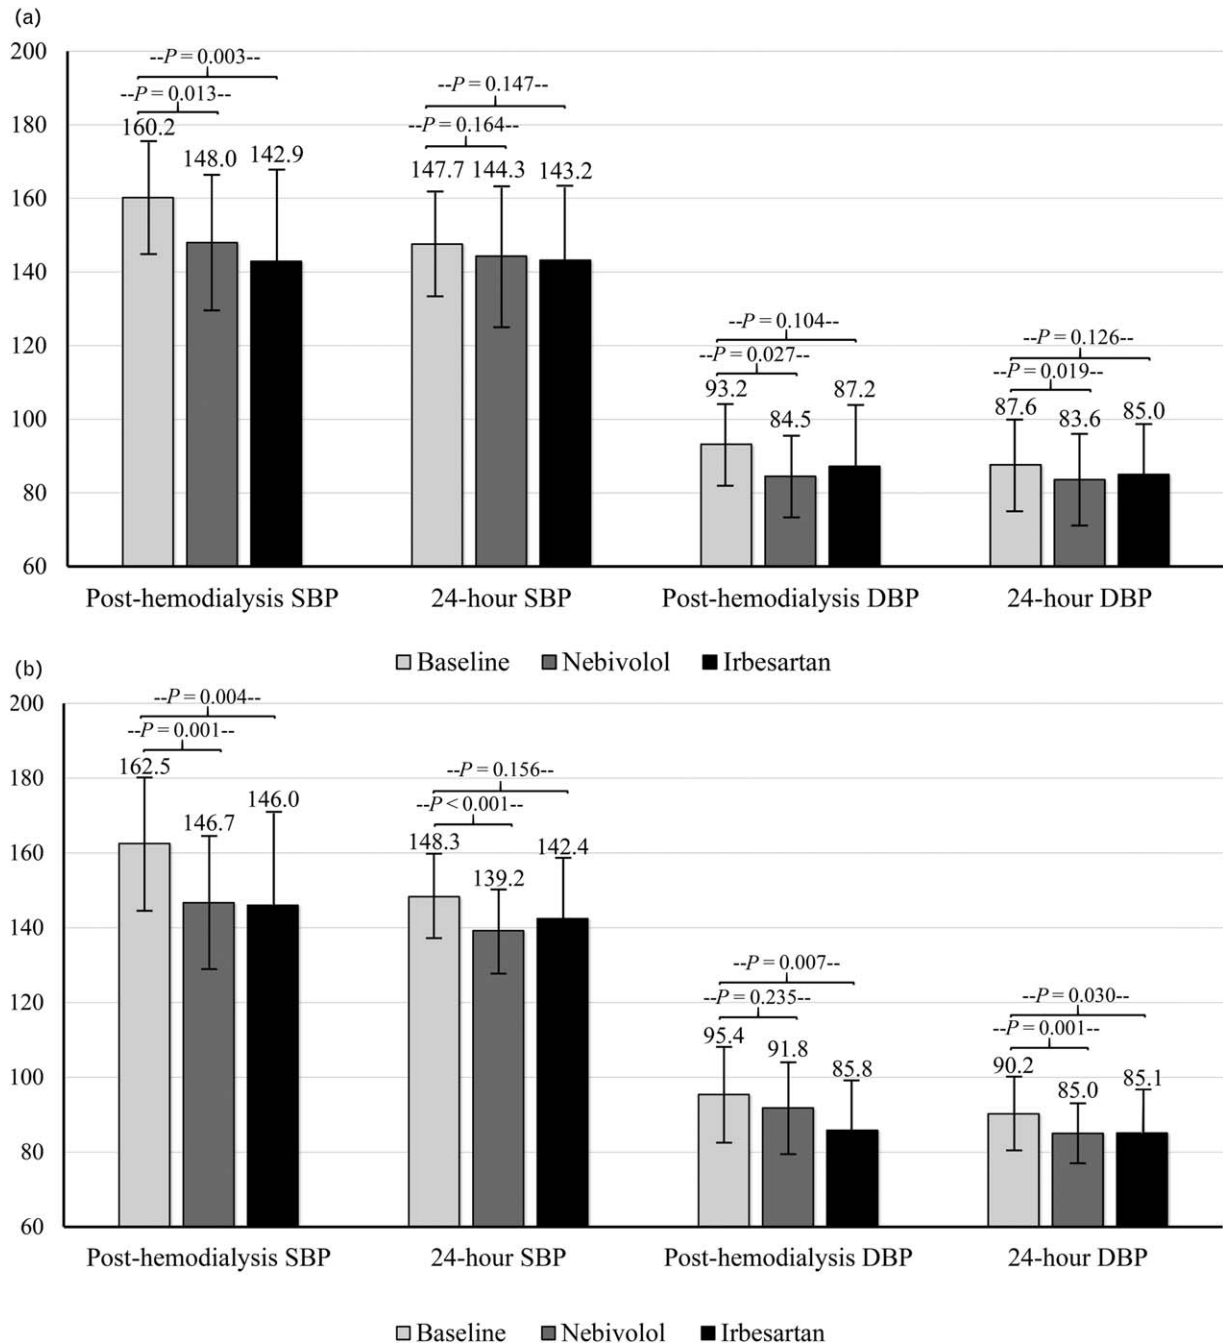 (a)
200
--P = 0.003--
--P = 0.147--
--P = 0.013--
--P = 0.164--
180
160.2
148.0
142.9
147.7
144.3
143.2
160
140
--P = 0.104--
--P = 0.126--
120
--P = 0.027--
--P = 0.019--
93.2
84.5
87.2
87.6
83.6
85.0
100
80
60
Post-hemodialysis SBP
24-hour SBP
Post-hemodialysis DBP
24-hour DBP
Baseline
Nebivolol
Irbesartan
(b)
200
--P = 0.004--
--P = 0.001--
--P = 0.156--
--P < 0.001--
180
162.5
146.7
146.0
148.3
139.2
142.4
160
140
--P = 0.007--
--P = 0.235--
--P = 0.030--
--P = 0.001--
120
95.4
91.8
85.8
90.2
85.0
85.1
100
80
60
Post-hemodialysis SBP
24-hour SBP
Post-hemodialysis DBP
24-hour DBP
Baseline
Nebivolol
Irbesartan